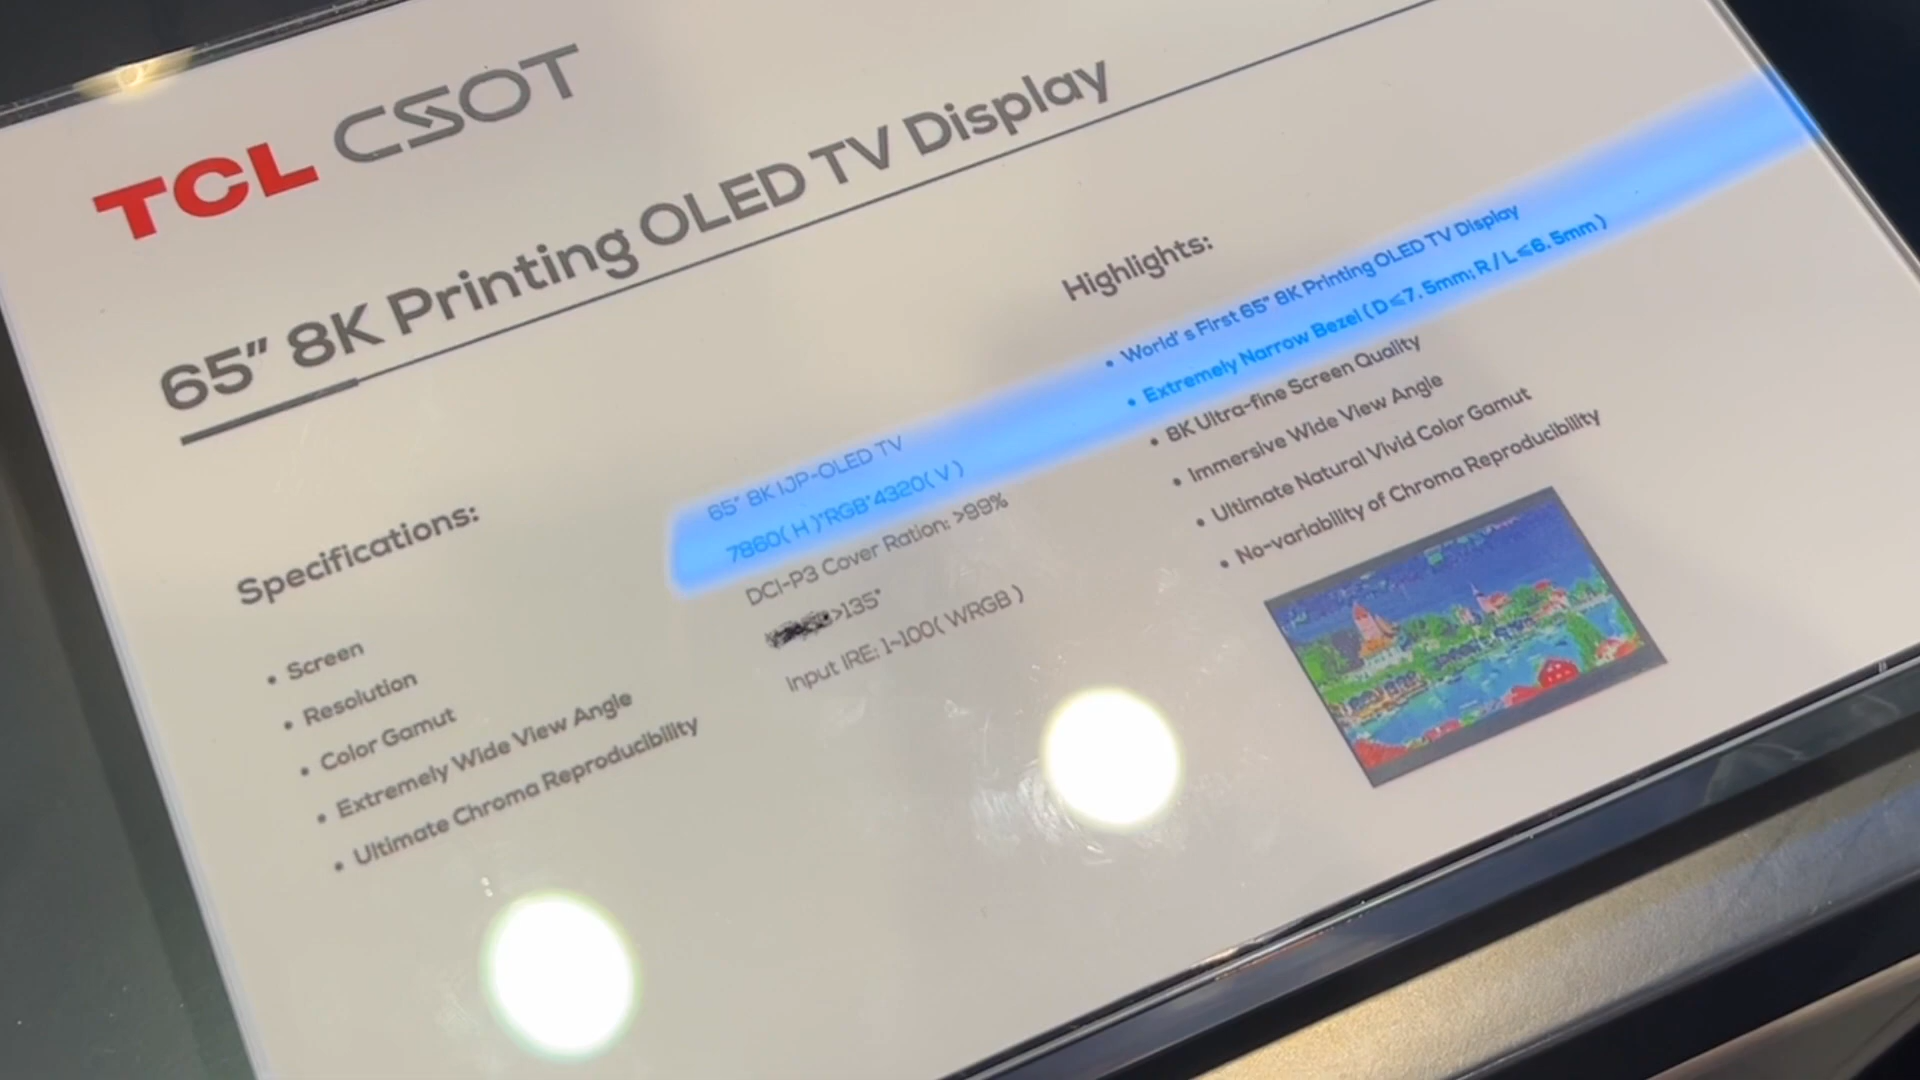 TCL CSOT
65” 8K Printing OLED TV Display
Specifications:
• Screen
65” 8K IJP-OLED TV
• Resolution
7860( H )*RGB*4320( V )
• Color Gamut
DCI-P3 Cover Ration: >99%
• Extremely Wide View Angle
>135°
• Ultimate Chroma Reproducibility
Input IRE: 1~100( WRGB )
Highlights:
• World’ s First 65” 8K Printing OLED TV Display
• Extremely Narrow Bezel ( D⩽7. 5mm; R / L⩽6. 5mm )
• 8K Ultra-fine Screen Quality
• Immersive Wide View Angle
• Ultimate Natural Vivid Color Gamut
• No-variability of Chroma Reproducibility